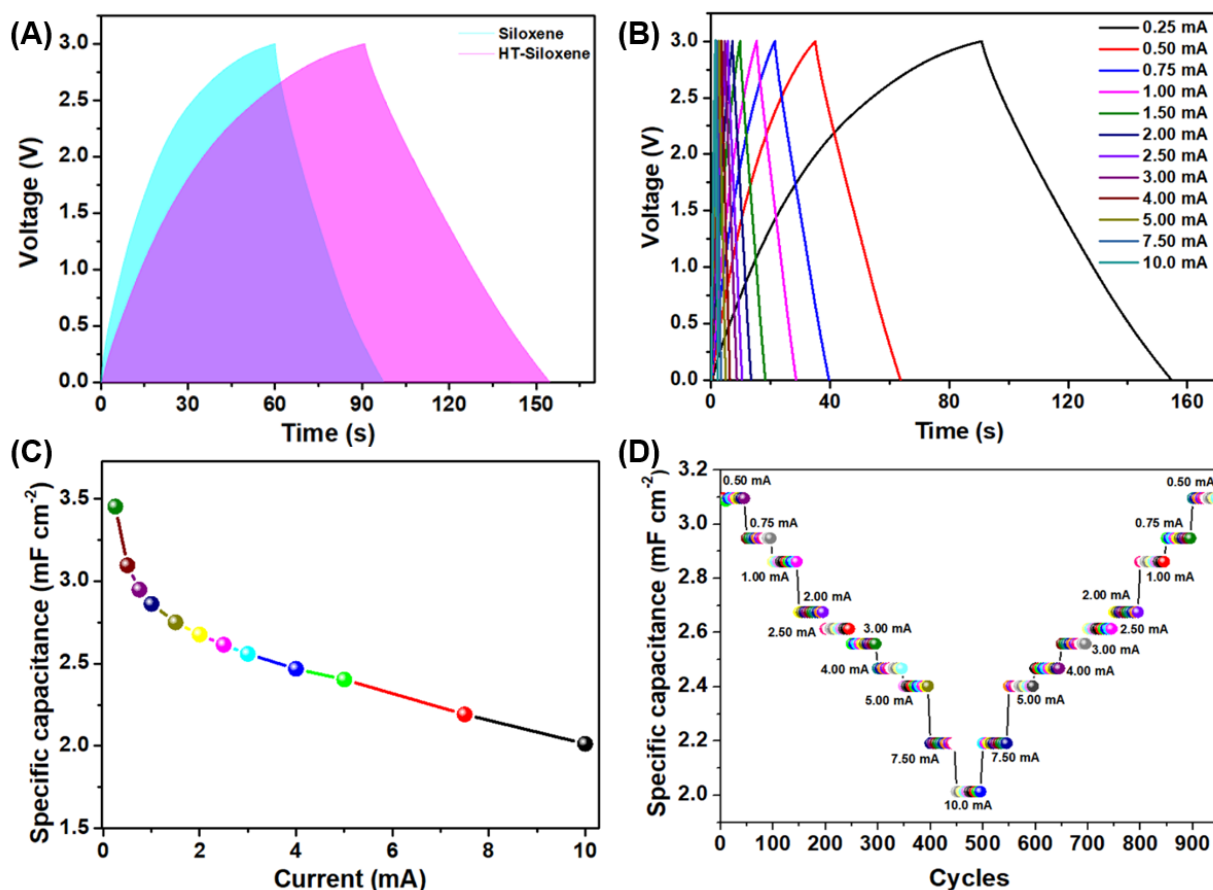 (A)
Siloxene
HT-Siloxene
Voltage (V)
3.0
2.5
2.0
1.5
1.0
0.5
0.0
0 30 60 90 120 150
Time (s)
(B)
0.25 mA
0.50 mA
0.75 mA
1.00 mA
1.50 mA
2.00 mA
2.50 mA
3.00 mA
4.00 mA
5.00 mA
7.50 mA
10.0 mA
Voltage (V)
3.0
2.5
2.0
1.5
1.0
0.5
0.0
0 40 80 120 160
Time (s)
(C)
Specific capacitance (mF cm⁻²)
3.5
3.0
2.5
2.0
1.5
0 2 4 6 8 10
Current (mA)
(D)
Specific capacitance (mF cm⁻²)
3.2
3.0
2.8
2.6
2.4
2.2
2.0
0.50 mA
0.75 mA
1.00 mA
2.00 mA
2.50 mA
3.00 mA
4.00 mA
5.00 mA
7.50 mA
10.0 mA
7.50 mA
5.00 mA
4.00 mA
3.00 mA
2.50 mA
2.00 mA
1.00 mA
0.75 mA
0.50 mA
0 100 200 300 400 500 600 700 800 900
Cycles